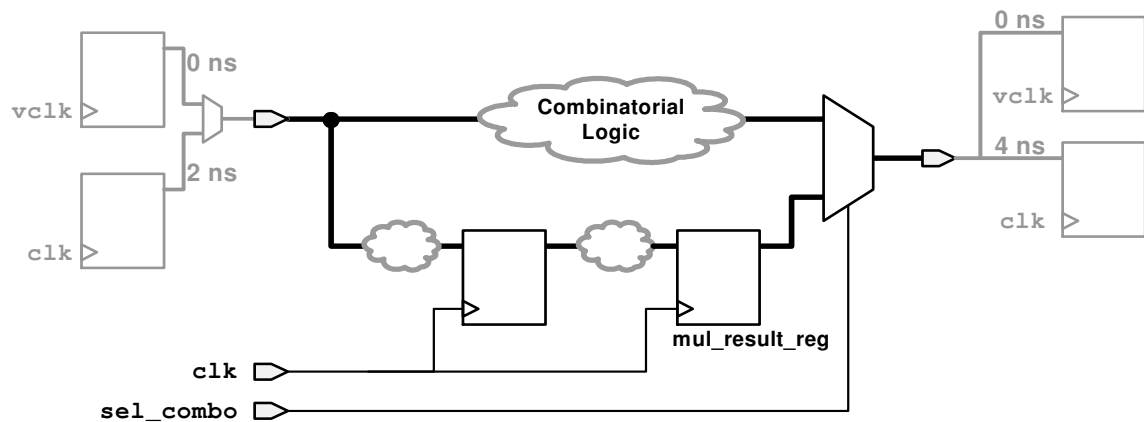 0 ns
0 ns
vclk
Combinatorial
Logic
vclk
2 ns
4 ns
clk
clk
mul_result_reg
clk
sel_combo